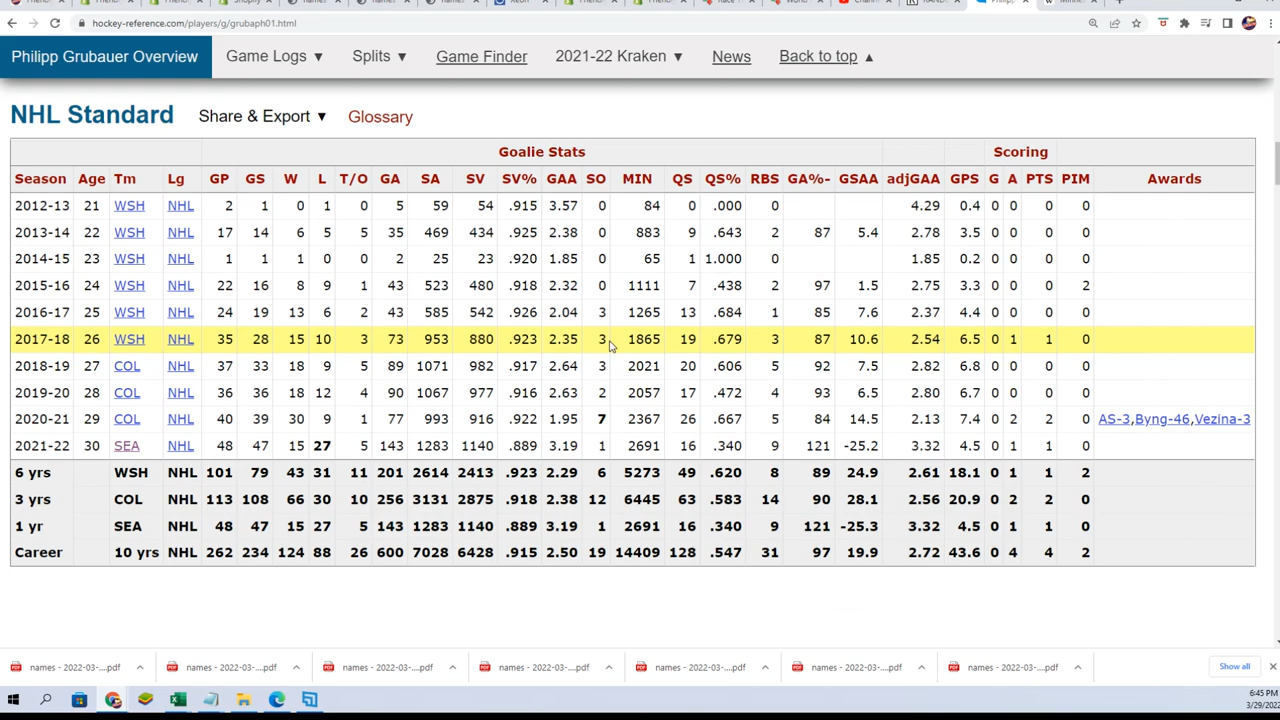 hockey-reference.com/players/g/grubaph01.html
Philipp Grubauer Overview Game Logs ▼ Splits ▼ Game Finder 2021-22 Kraken ▼ News Back to top ▲
NHL Standard Share & Export ▼ Glossary
Goalie Stats Scoring
Season Age Tm Lg GP GS W L T/O GA SA SV SV% GAA SO MIN QS QS% RBS GA%- GSAA adjGAA GPS G A PTS PIM Awards
2012-13 21 WSH NHL 2 1 0 1 0 5 59 54 .915 3.57 0 84 0 .000 0 4.29 0.4 0 0 0 0
2013-14 22 WSH NHL 17 14 6 5 5 35 469 434 .925 2.38 0 883 9 .643 2 87 5.4 2.78 3.5 0 0 0 0
2014-15 23 WSH NHL 1 1 1 0 0 2 25 23 .920 1.85 0 65 1 1.000 0 1.85 0.2 0 0 0 0
2015-16 24 WSH NHL 22 16 8 9 1 43 523 480 .918 2.32 0 1111 7 .438 2 97 1.5 2.75 3.3 0 0 0 2
2016-17 25 WSH NHL 24 19 13 6 2 43 585 542 .926 2.04 3 1265 13 .684 1 85 7.6 2.37 4.4 0 0 0 0
2017-18 26 WSH NHL 35 28 15 10 3 73 953 880 .923 2.35 3 1865 19 .679 3 87 10.6 2.54 6.5 0 1 1 0
2018-19 27 COL NHL 37 33 18 9 5 89 1071 982 .917 2.64 3 2021 20 .606 5 92 7.5 2.82 6.8 0 0 0 0
2019-20 28 COL NHL 36 36 18 12 4 90 1067 977 .916 2.63 2 2057 17 .472 4 93 6.5 2.80 6.7 0 0 0 0
2020-21 29 COL NHL 40 39 30 9 1 77 993 916 .922 1.95 7 2367 26 .667 5 84 14.5 2.13 7.4 0 2 2 0 AS-3,Byng-46,Vezina-3
2021-22 30 SEA NHL 48 47 15 27 5 143 1283 1140 .889 3.19 1 2691 16 .340 9 121 -25.2 3.32 4.5 0 1 1 0
6 yrs WSH NHL 101 79 43 31 11 201 2614 2413 .923 2.29 6 5273 49 .620 8 89 24.9 2.61 18.1 0 1 1 2
3 yrs COL NHL 113 108 66 30 10 256 3131 2875 .918 2.38 12 6445 63 .583 14 90 28.1 2.56 20.9 0 2 2 0
1 yr SEA NHL 48 47 15 27 5 143 1283 1140 .889 3.19 1 2691 16 .340 9 121 -25.3 3.32 4.5 0 1 1 0
Career 10 yrs NHL 262 234 124 88 26 600 7028 6428 .915 2.50 19 14409 128 .547 31 97 19.9 2.72 43.6 0 4 4 2
names - 2022-03-....pdf names - 2022-03-....pdf names - 2022-03-....pdf names - 2022-03-....pdf names - 2022-03-....pdf names - 2022-03-....pdf names - 2022-03-....pdf Show all
6:45 PM